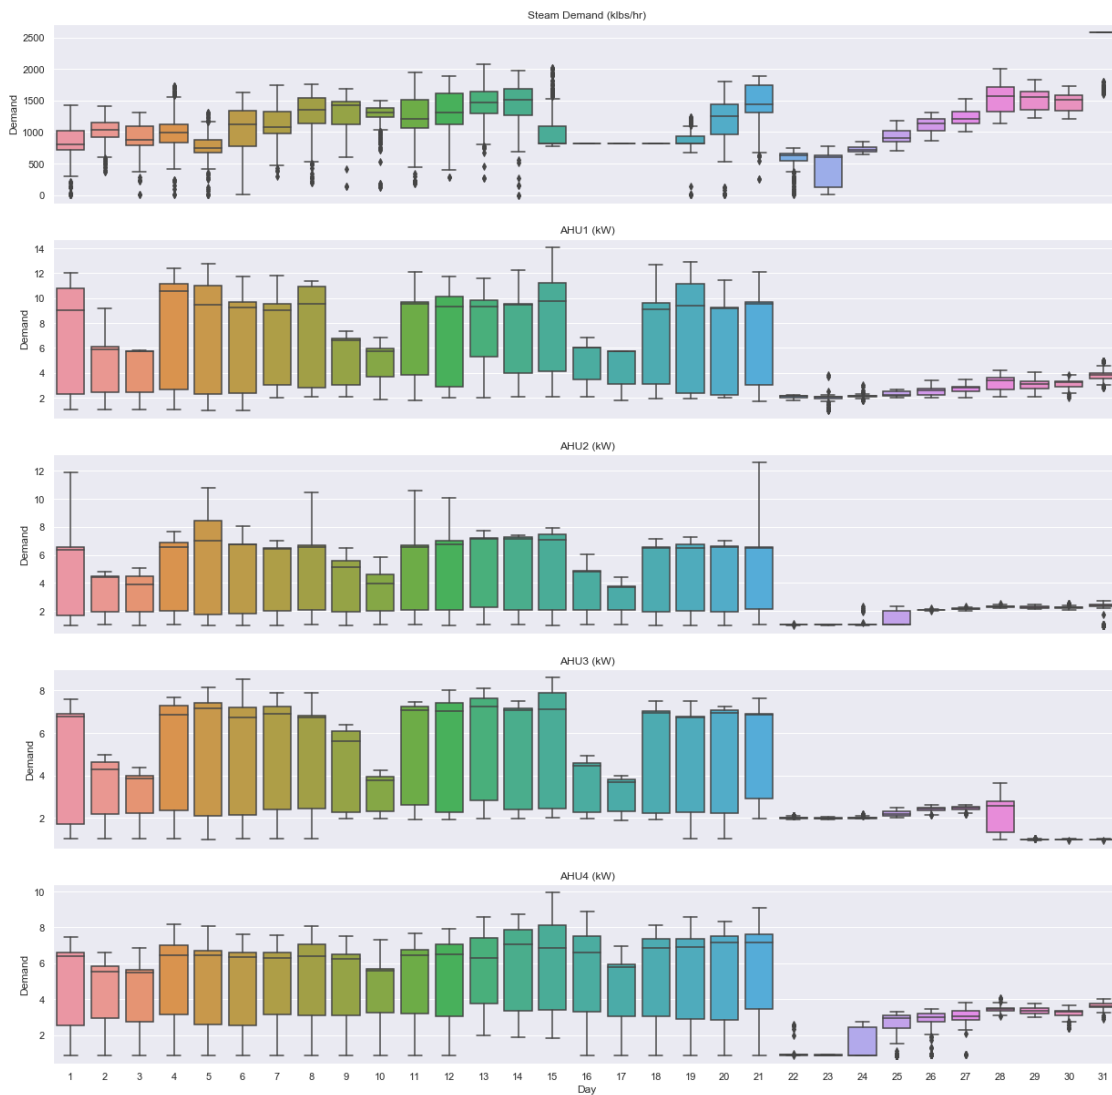 Steam Demand (klbs/hr)
2500
2000
1500
1000
500
0
Demand
AHU1 (kW)
14
12
10
8
6
4
2
Demand
AHU2 (kW)
12
10
8
6
4
2
Demand
AHU3 (kW)
8
6
4
2
Demand
AHU4 (kW)
10
8
6
4
2
Demand
1 2 3 4 5 6 7 8 9 10 11 12 13 14 15 16 17 18 19 20 21 22 23 24 25 26 27 28 29 30 31
Day